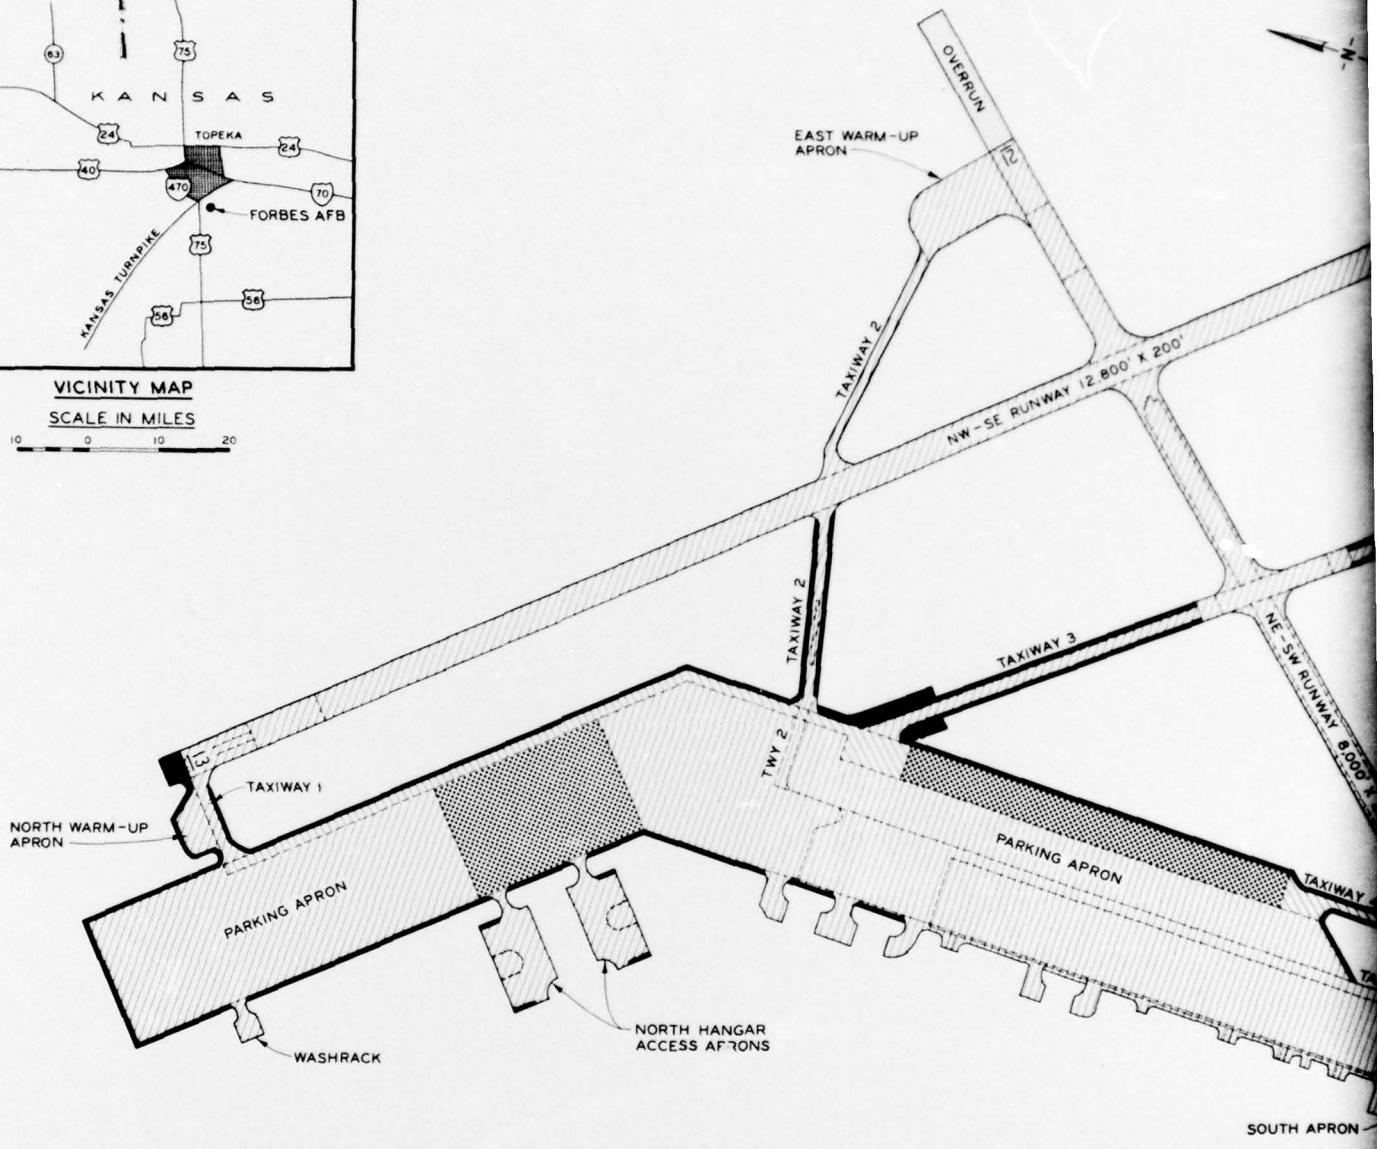 63
75
KANSAS
24
TOPEKA
24
40
470
70
FORBES AFB
75
KANSAS TURNPIKE
56
56
VICINITY MAP
SCALE IN MILES
10 0 10 20
OVERRUN
N
EAST WARM-UP
APRON
12
TAXIWAY 2
NW-SE RUNWAY 12,800' X 200'
TAXIWAY 2
TAXIWAY 3
NE-SW RUNWAY 8,000' X
13
TAXIWAY 1
TWY 2
NORTH WARM-UP
APRON
PARKING APRON
PARKING APRON
TAXIWAY
NORTH HANGAR
ACCESS
WASHRACK
SOUTH APRON